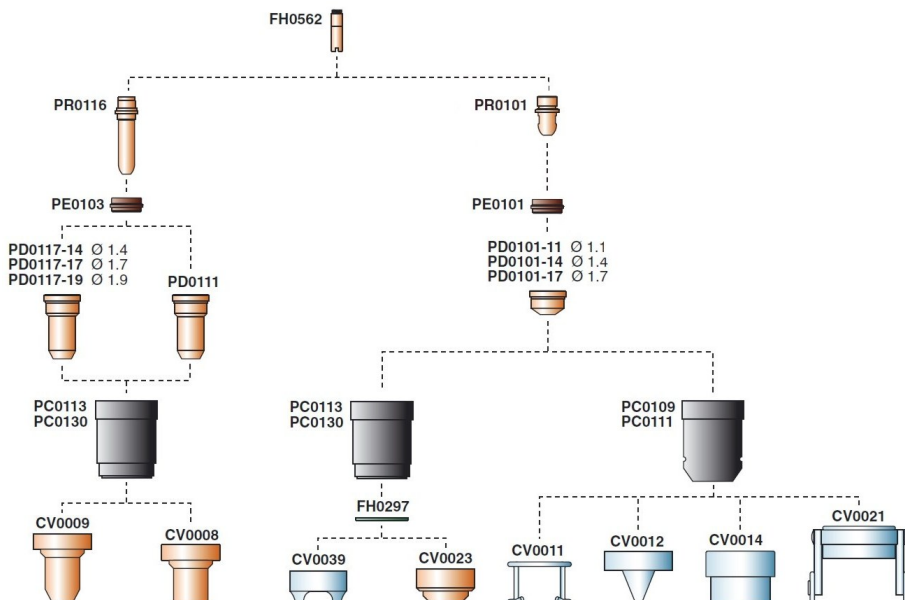 FH0562
PR0116
PR0101
PE0103
PE0101
PD0117-14 Ø 1.4
PD0117-17 Ø 1.7
PD0117-19 Ø 1.9
PD0111
PD0101-11 Ø 1.1
PD0101-14 Ø 1.4
PD0101-17 Ø 1.7
PC0113
PC0130
PC0113
PC0130
PC0109
PC0111
FH0297
CV0009
CV0008
CV0039
CV0023
CV0011
CV0012
CV0014
CV0021